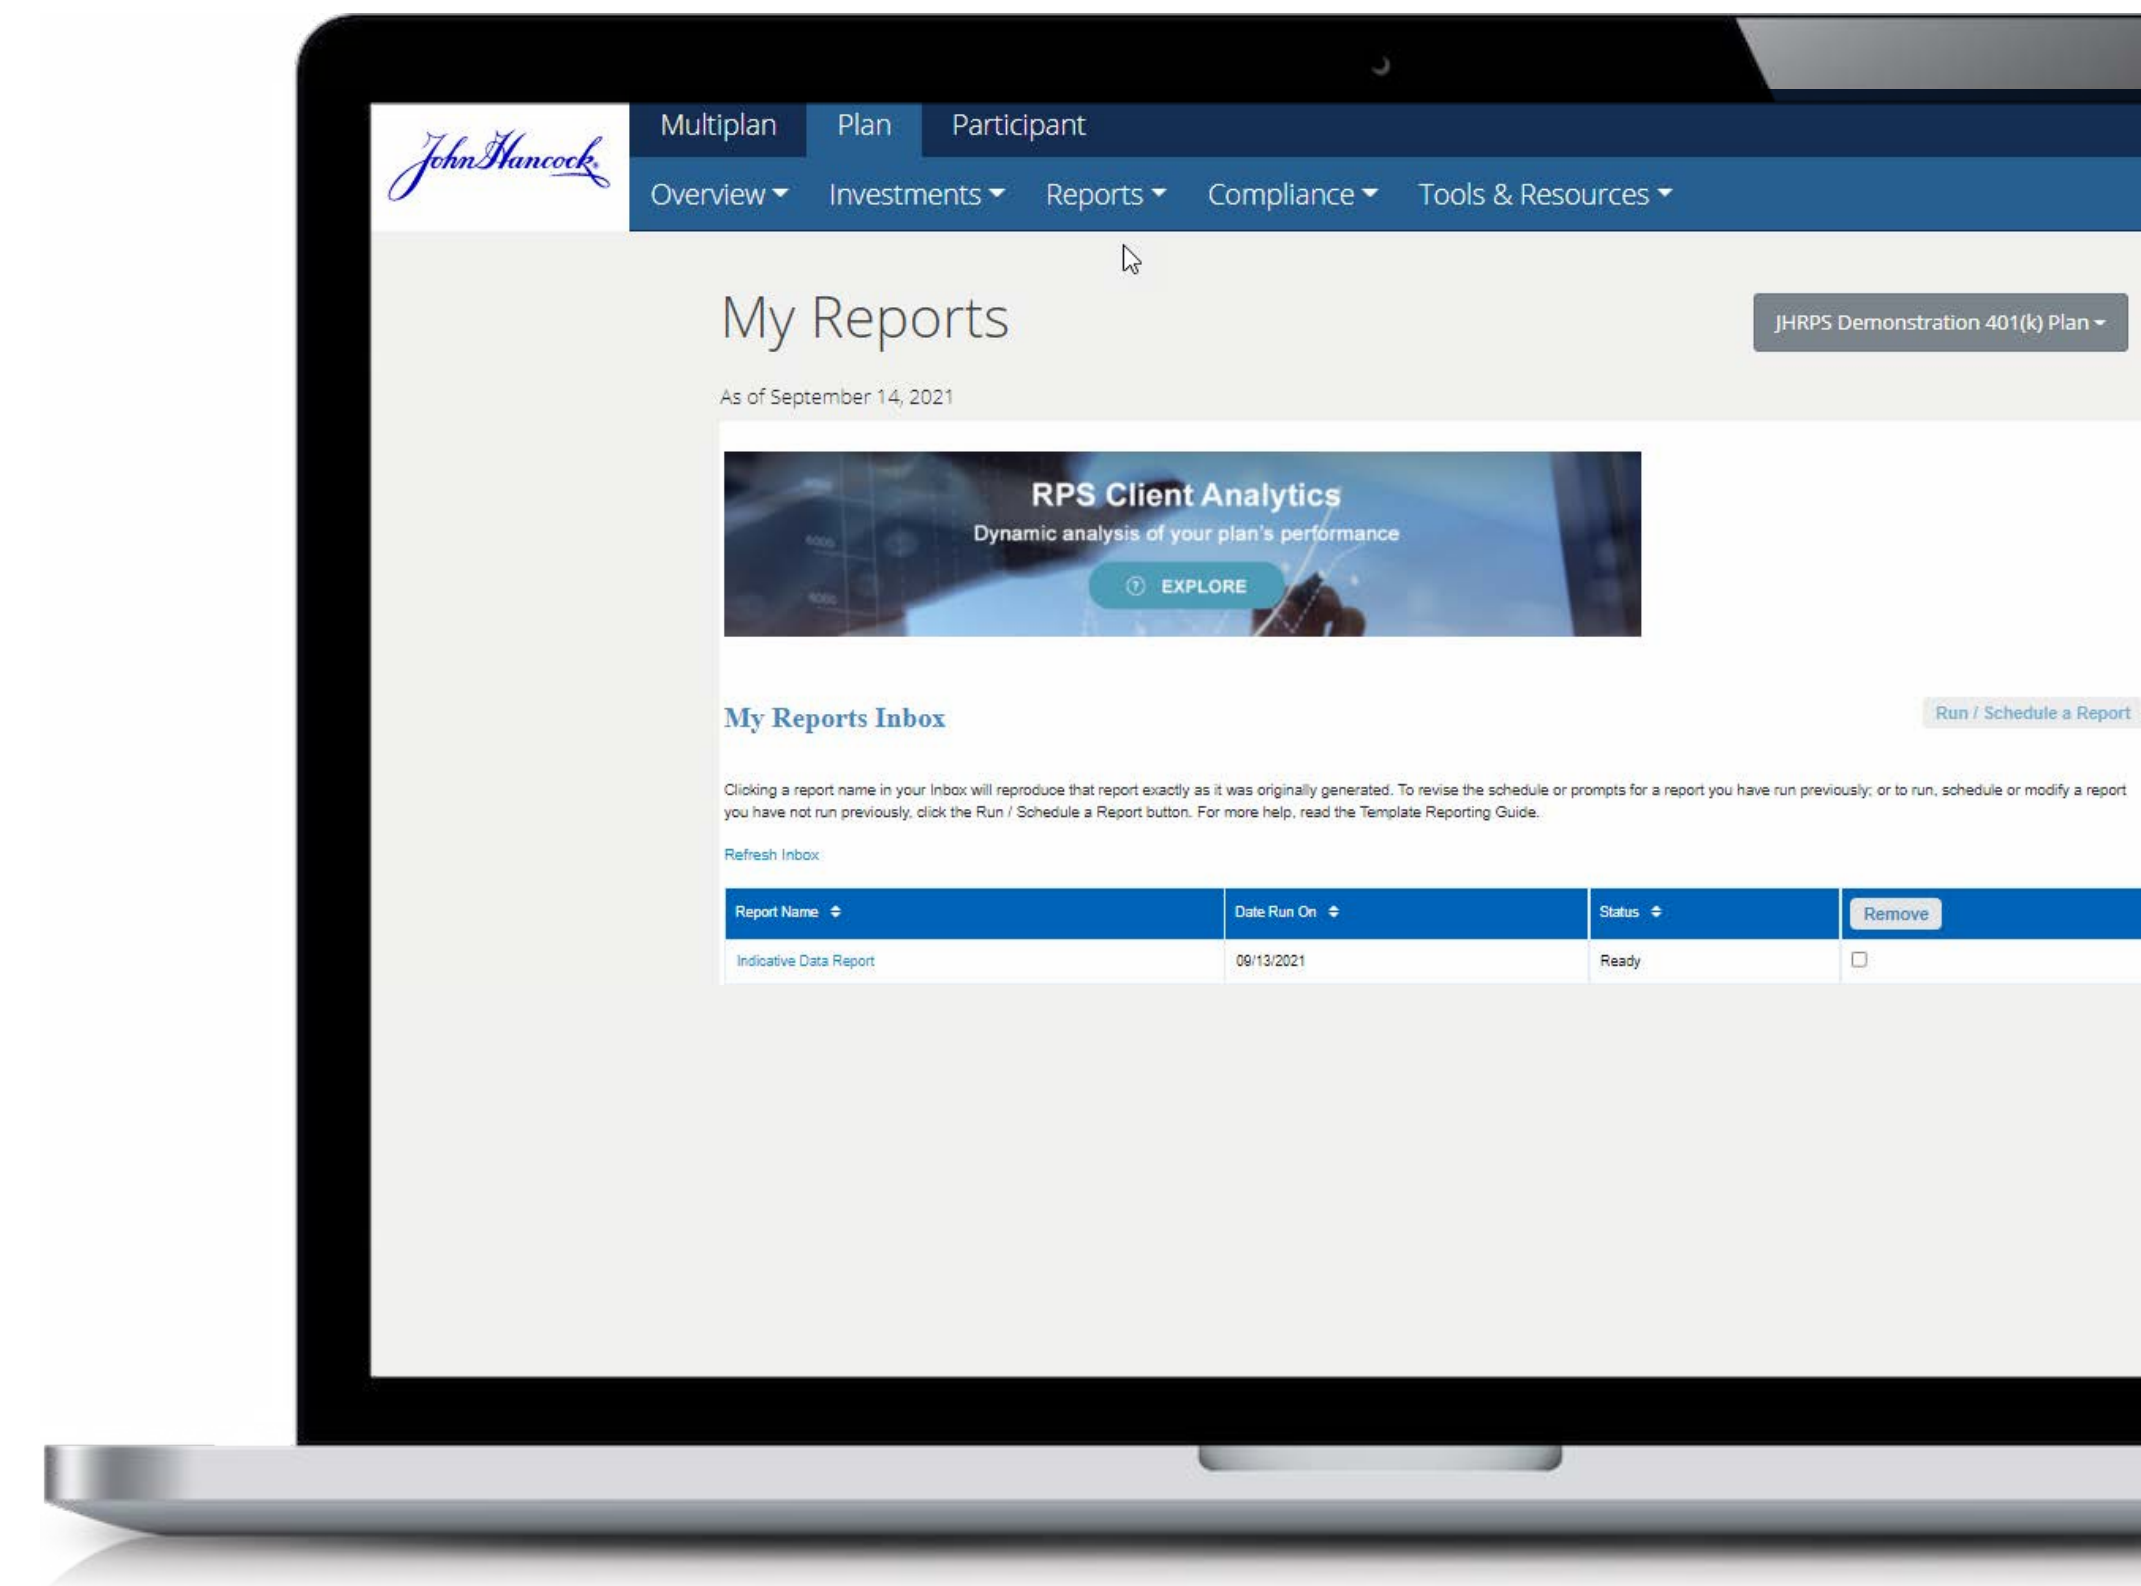 John Hancock
Multiplan Plan Participant
Overview Investments Reports Compliance Tools & Resources
My Reports
JHRPS Demonstration 401(k) Plan
As of September 14, 2021
RPS Client Analytics
Dynamic analysis of your plan's performance
6000
EXPLORE
My Reports Inbox
Run / Schedule a Report
Clicking a report name in your Inbox will reproduce that report exactly as it was originally generated. To revise the schedule or prompts for a report you have run previously; or to run, schedule or modify a report
you have not run previously, click the Run / Schedule a Report button. For more help, read the Template Reporting Guide.
Refresh Inbox
Report Name Date Run On Status Remove
Indicative Data Report 09/13/2021 Ready